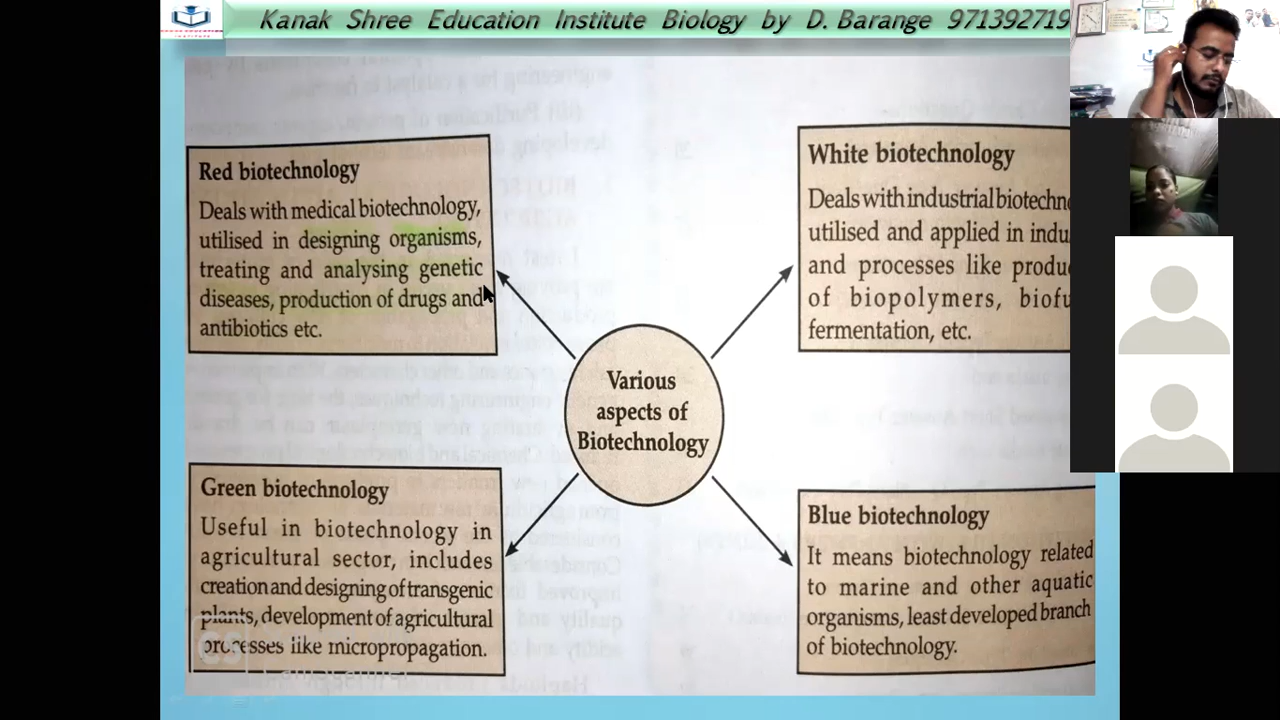 Kanak Shree Education Institute Biology by D. Barange 971392719
Red biotechnology
Deals with medical biotechnology,
utilised in designing organisms,
treating and analysing genetic
diseases, production of drugs and
antibiotics etc.
White biotechnology
Deals with industrial biotechn
utilised and applied in indu
and processes like produ
of biopolymers, biofu
fermentation, etc.
Various
aspects of
Biotechnology
Green biotechnology
Useful in biotechnology in
agricultural sector, includes
creation and designing of transgenic
plants, development of agricultural
processes like micropropagation.
Blue biotechnology
It means biotechnology related
to marine and other aquatic
organisms, least developed branch
of biotechnology.
CS